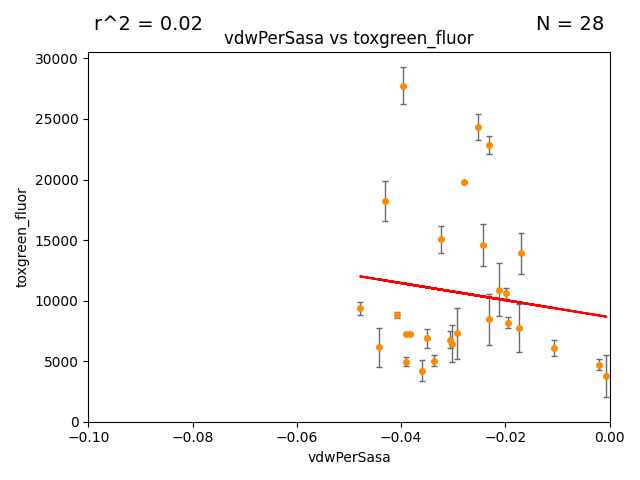 r^2 = 0.02
N = 28
vdwPerSasa vs toxgreen_fluor
30000
25000
20000
15000
10000
5000
0
toxgreen_fluor
−0.10
−0.08
−0.06
−0.04
−0.02
0.00
vdwPerSasa